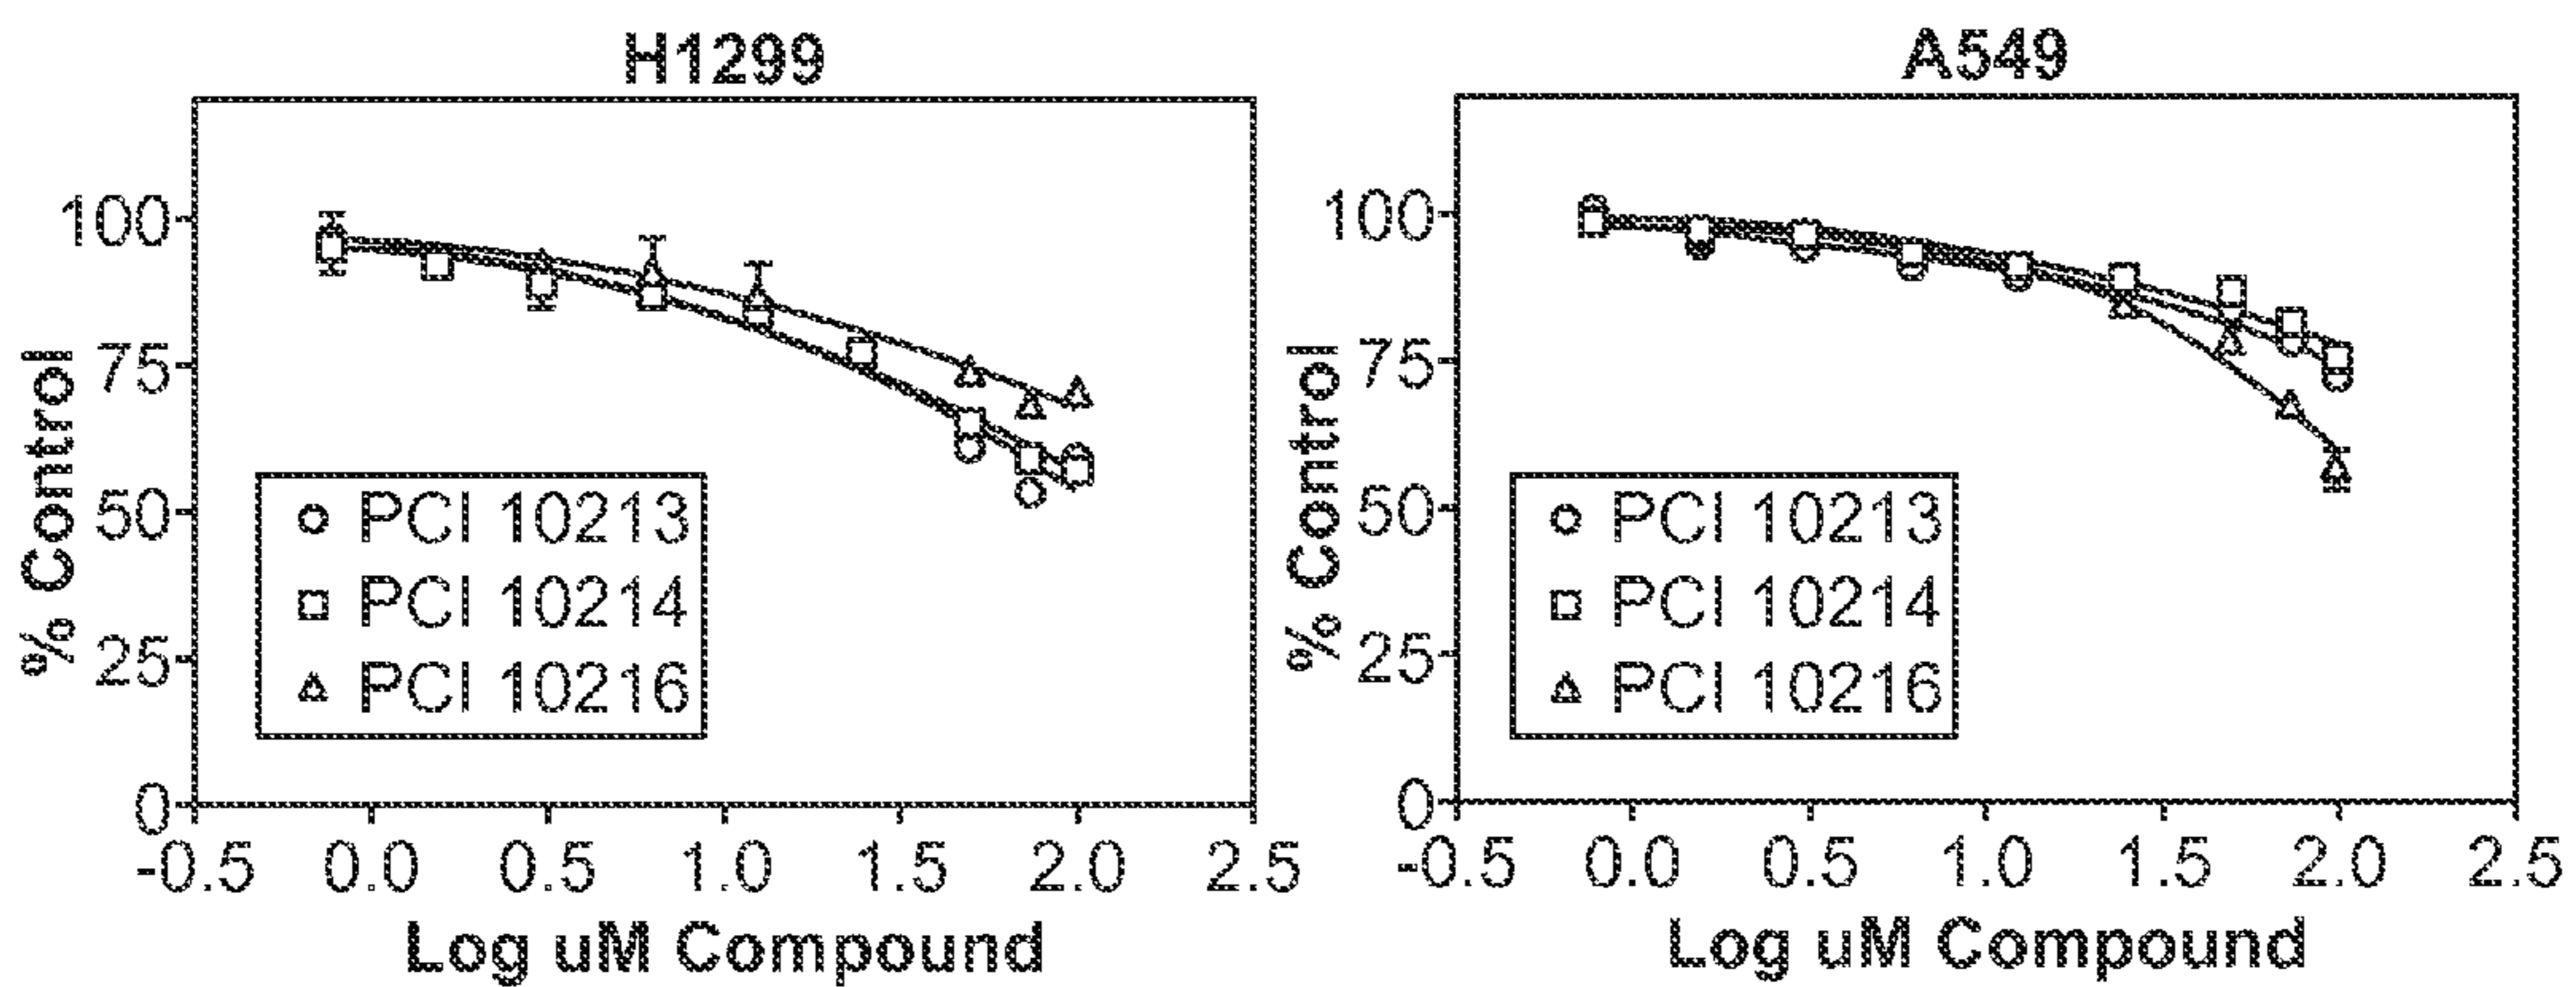 H1299
% Control
100
75
50
25
0
○ PCI 10213
□ PCI 10214
△ PCI 10216
-0.5 0.0 0.5 1.0 1.5 2.0 2.5
Log uM Compound
A549
% Control
100
75
50
25
0
○ PCI 10213
□ PCI 10214
△ PCI 10216
-0.5 0.0 0.5 1.0 1.5 2.0 2.5
Log uM Compound